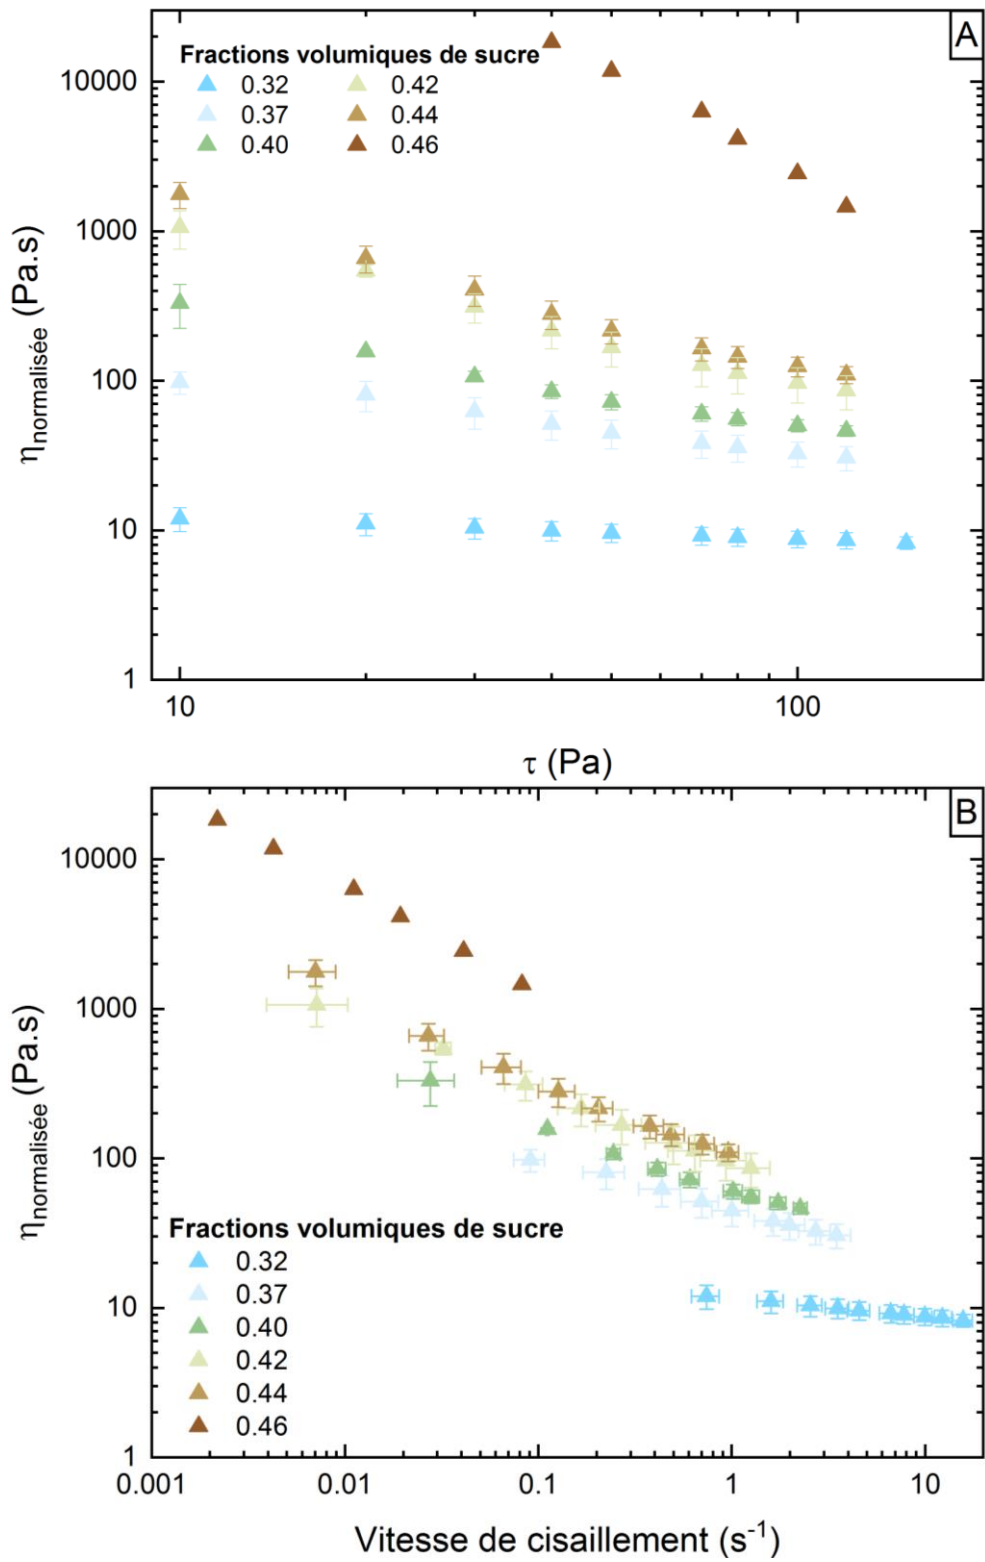 A
Fractions volumiques de sucre
0.32 0.42
0.37 0.44
0.40 0.46
10000
1000
100
10
1
ηnormalisée (Pa.s)
10 100
τ (Pa)
B
10000
1000
100
10
1
ηnormalisée (Pa.s)
Fractions volumiques de sucre
0.32
0.37
0.40
0.42
0.44
0.46
0.001 0.01 0.1 1 10
Vitesse de cisaillement (s⁻¹)